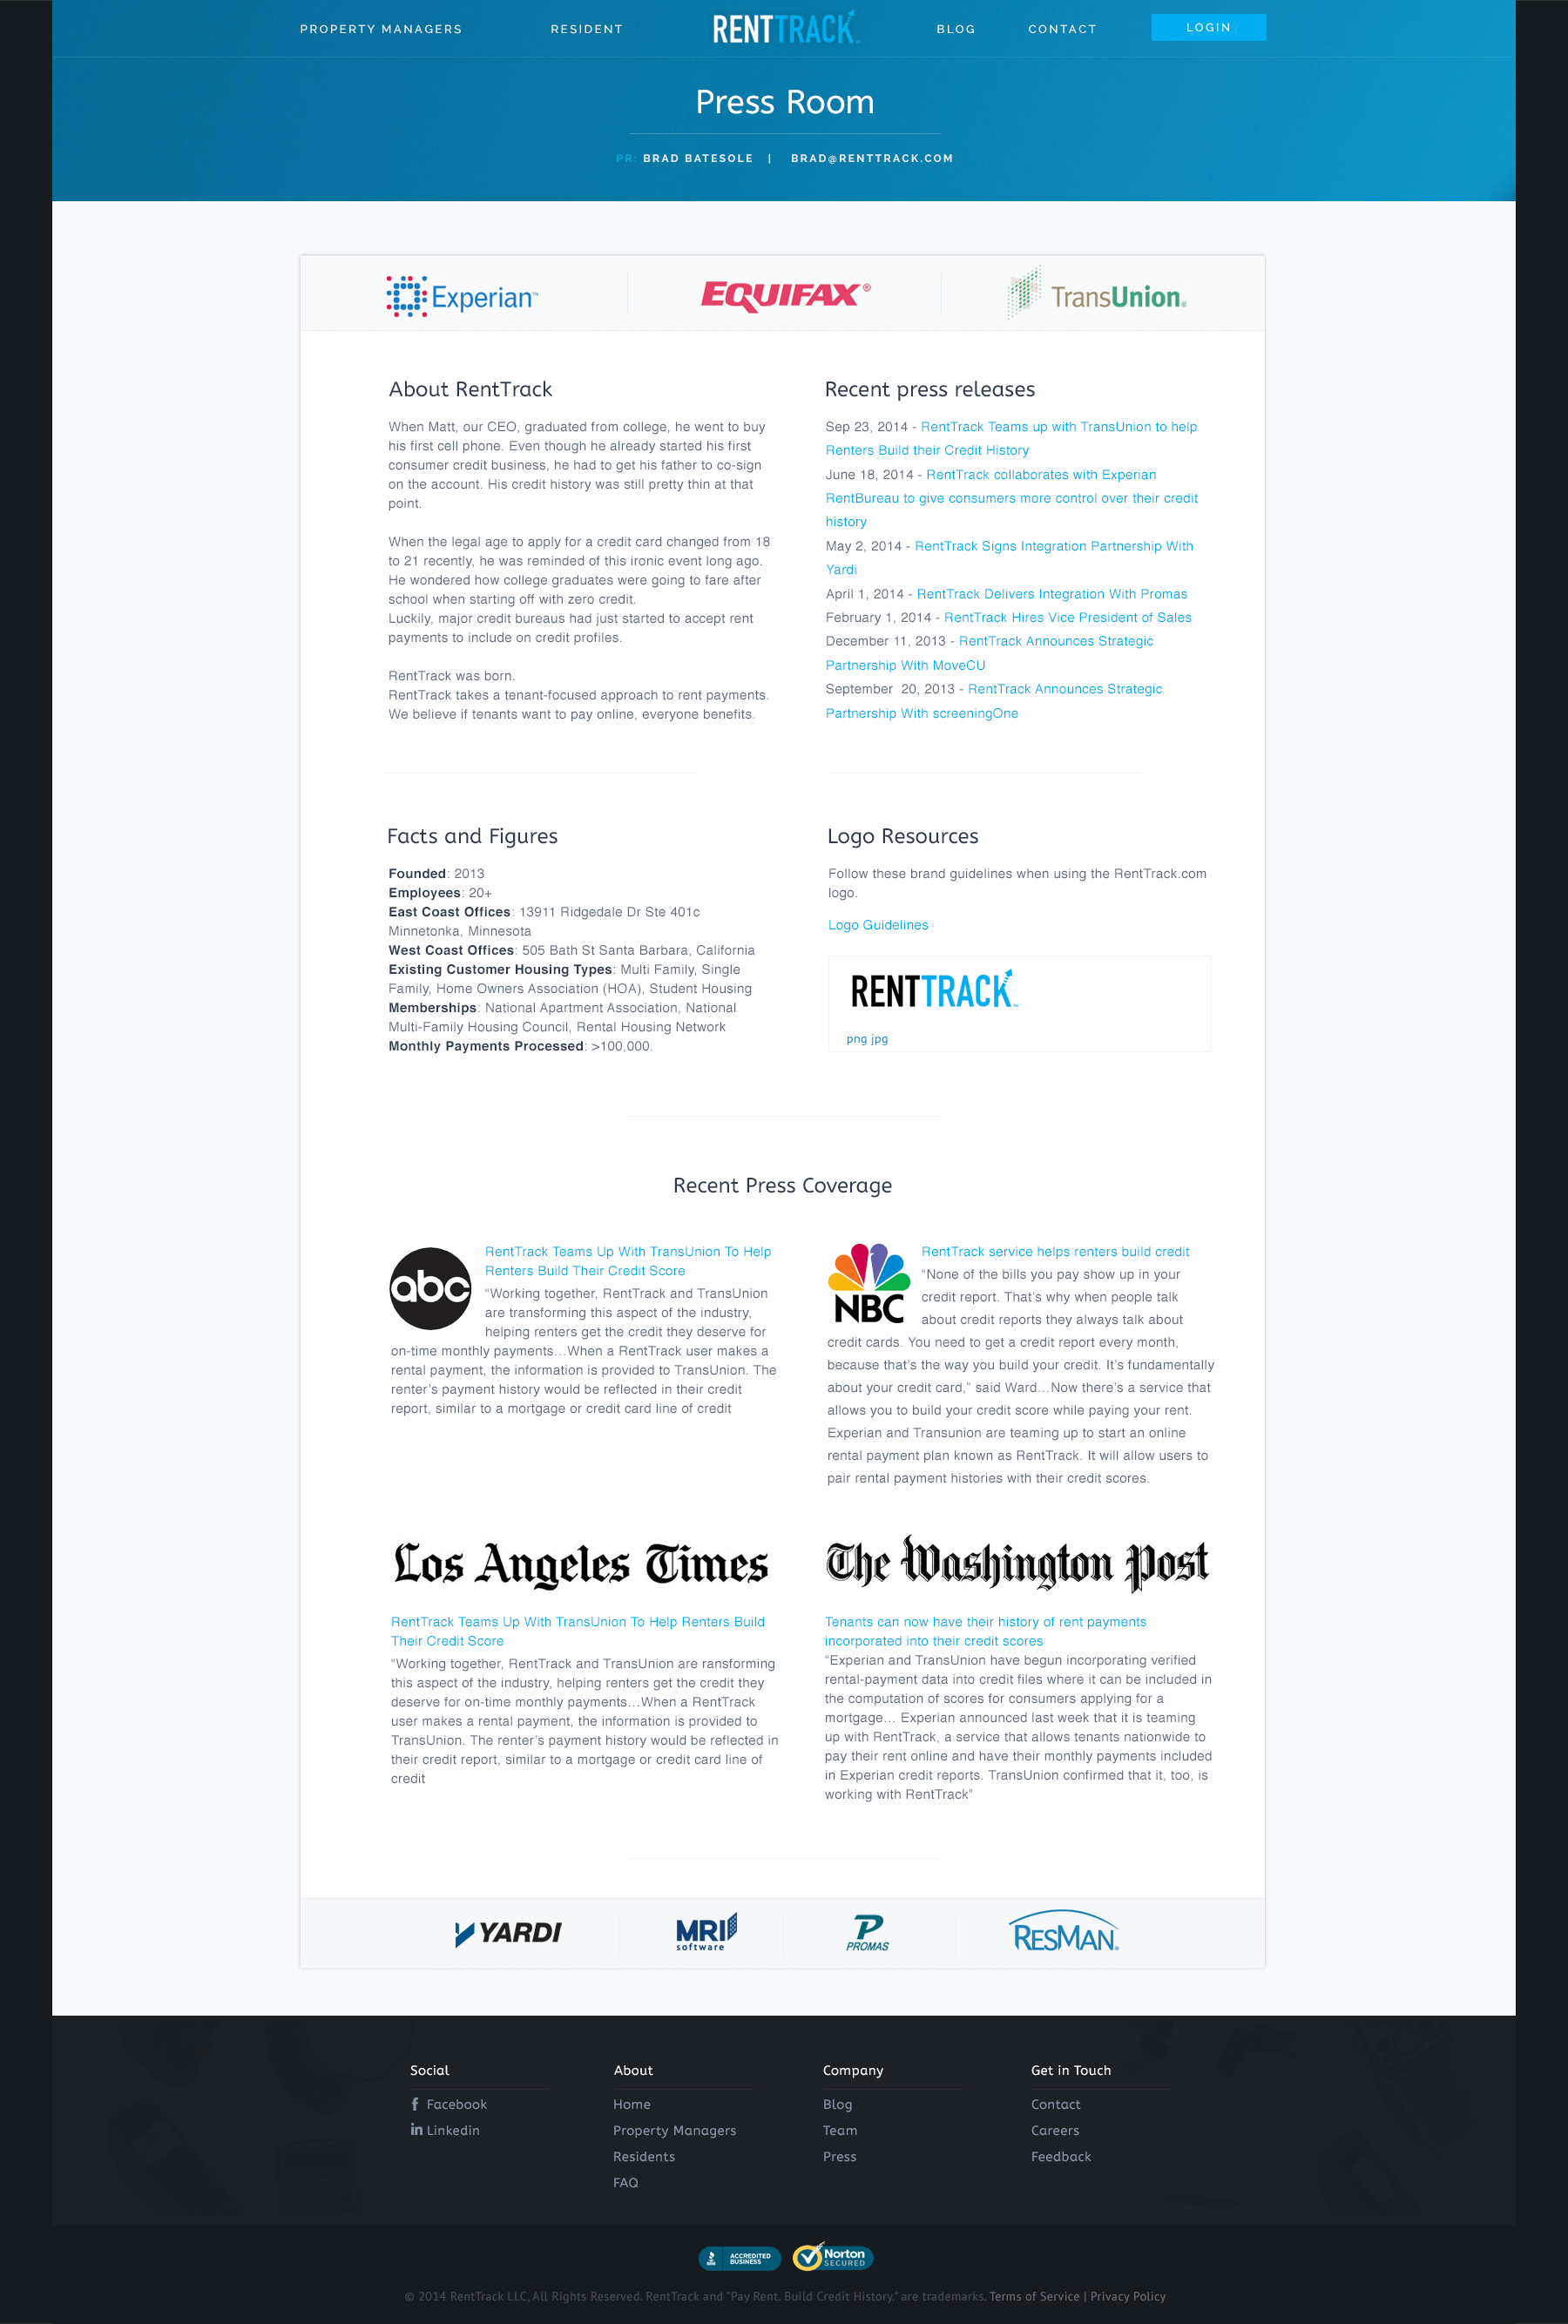 PROPERTY MANAGERS
RESIDENT
RENTTRACK™
BLOG
CONTACT
LOGIN
Press Room
PR: BRAD BATESOLE | BRAD@RENTTRACK.COM
Experian™
EQUIFAX®
TransUnion®
About RentTrack
When Matt, our CEO, graduated from college, he went to buy
his first cell phone. Even though he already started his first
consumer credit business, he had to get his father to co-sign
on the account. His credit history was still pretty thin at that
point.
When the legal age to apply for a credit card changed from 18
to 21 recently, he was reminded of this ironic event long ago.
He wondered how college graduates were going to fare after
school when starting off with zero credit.
Luckily, major credit bureaus had just started to accept rent
payments to include on credit profiles.
RentTrack was born.
RentTrack takes a tenant-focused approach to rent payments.
We believe if tenants want to pay online, everyone benefits.
Recent press releases
Sep 23, 2014 - RentTrack Teams up with TransUnion to help
Renters Build their Credit History
June 18, 2014 - RentTrack collaborates with Experian
RentBureau to give consumers more control over their credit
history
May 2, 2014 - RentTrack Signs Integration Partnership With
Yardi
April 1, 2014 - RentTrack Delivers Integration With Promas
February 1, 2014 - RentTrack Hires Vice President of Sales
December 11, 2013 - RentTrack Announces Strategic
Partnership With MoveCU
September  20, 2013 - RentTrack Announces Strategic
Partnership With screeningOne
Facts and Figures
Founded: 2013
Employees: 20+
East Coast Offices: 13911 Ridgedale Dr Ste 401c
Minnetonka, Minnesota
West Coast Offices: 505 Bath St Santa Barbara, California
Existing Customer Housing Types: Multi Family, Single
Family, Home Owners Association (HOA), Student Housing
Memberships: National Apartment Association, National
Multi-Family Housing Council, Rental Housing Network
Monthly Payments Processed: >100,000.
Logo Resources
Follow these brand guidelines when using the RentTrack.com
logo.
Logo Guidelines
RENTTRACK™
png jpg
Recent Press Coverage
abc
RentTrack Teams Up With TransUnion To Help
Renters Build Their Credit Score
“Working together, RentTrack and TransUnion
are transforming this aspect of the industry,
helping renters get the credit they deserve for
on-time monthly payments…When a RentTrack user makes a
rental payment, the information is provided to TransUnion. The
renter’s payment history would be reflected in their credit
report, similar to a mortgage or credit card line of credit
NBC
RentTrack service helps renters build credit
“None of the bills you pay show up in your
credit report. That’s why when people talk
about credit reports they always talk about
credit cards. You need to get a credit report every month,
because that’s the way you build your credit. It’s fundamentally
about your credit card,” said Ward…Now there’s a service that
allows you to build your credit score while paying your rent.
Experian and Transunion are teaming up to start an online
rental payment plan known as RentTrack. It will allow users to
pair rental payment histories with their credit scores.
Los Angeles Times
RentTrack Teams Up With TransUnion To Help Renters Build
Their Credit Score
“Working together, RentTrack and TransUnion are ransforming
this aspect of the industry, helping renters get the credit they
deserve for on-time monthly payments…When a RentTrack
user makes a rental payment, the information is provided to
TransUnion. The renter’s payment history would be reflected in
their credit report, similar to a mortgage or credit card line of
credit
The Washington Post
Tenants can now have their history of rent payments
incorporated into their credit scores
“Experian and TransUnion have begun incorporating verified
rental-payment data into credit files where it can be included in
the computation of scores for consumers applying for a
mortgage… Experian announced last week that it is teaming
up with RentTrack, a service that allows tenants nationwide to
pay their rent online and have their monthly payments included
in Experian credit reports. TransUnion confirmed that it, too, is
working with RentTrack”
YARDI
MRI
software
P
PROMAS
RESMAN®
Social
Facebook
in Linkedin
About
Home
Property Managers
Residents
FAQ
Company
Blog
Team
Press
Get in Touch
Contact
Careers
Feedback
ACCREDITED
BUSINESS
Norton
SECURED
© 2014 RentTrack LLC, All Rights Reserved. RentTrack and "Pay Rent. Build Credit History." are trademarks. Terms of Service | Privacy Policy